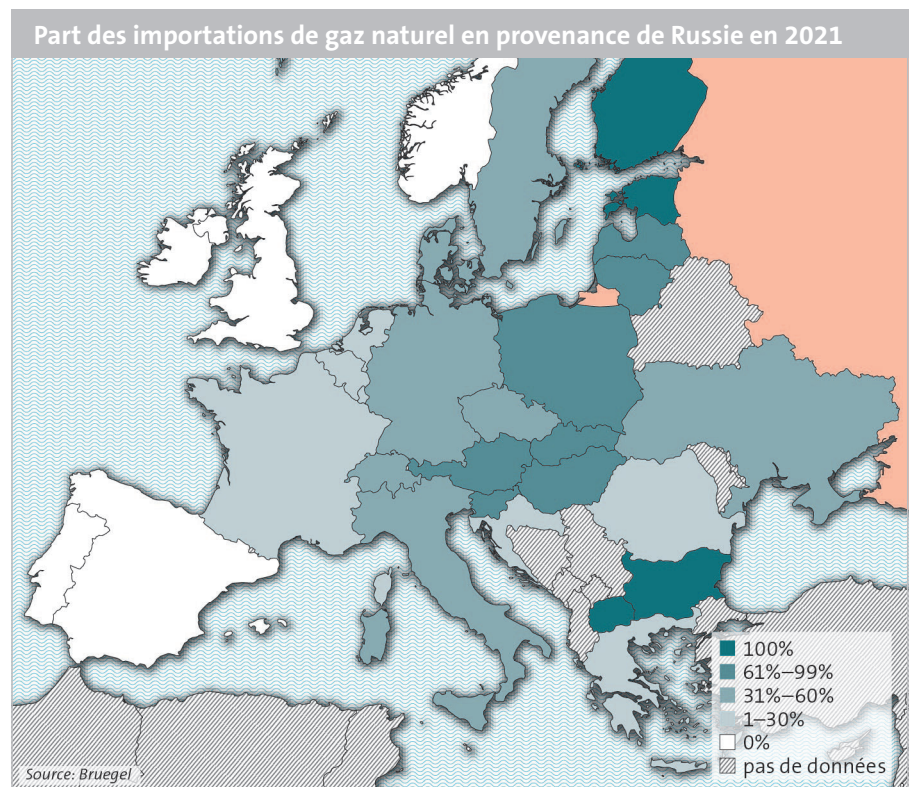 Part des importations de gaz naturel en provenance de Russie en 2021
100%
61%–99%
31%–60%
1–30%
0%
pas de données
Source: Bruegel